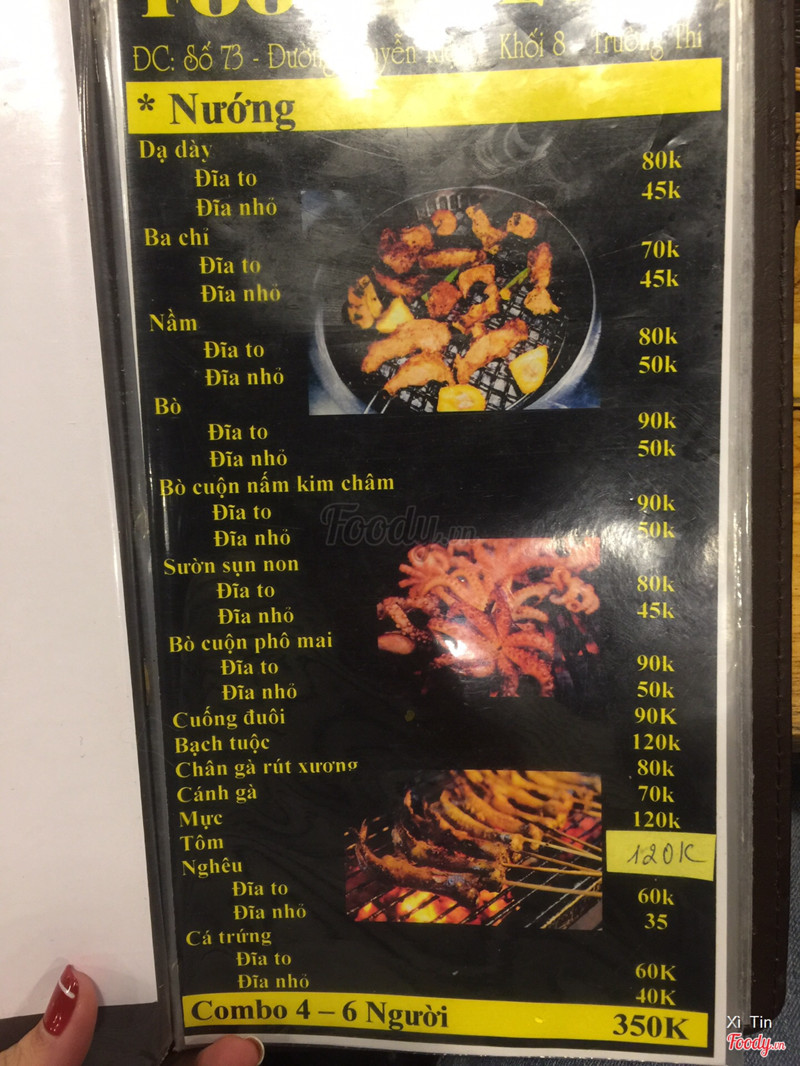 ĐC: Số 73 - Đường Khối 8 - Trường Thi
* Nướng
Dạ dày
Đĩa to 80k
Đĩa nhỏ 45k
Ba chỉ
Đĩa to 70k
Đĩa nhỏ 45k
Nầm
Đĩa to 80k
Đĩa nhỏ 50k
Bò
Đĩa to 90k
Đĩa nhỏ 50k
Bò cuộn nấm kim châm
Đĩa to 90k
Đĩa nhỏ 50k
Foody.vn
Sườn sụn non
Đĩa to 80k
Đĩa nhỏ 45k
Bò cuộn phô mai
Đĩa to 90k
Đĩa nhỏ 50k
Cuống đuôi 90K
Bạch tuộc 120k
Chân gà rút xương 80k
Cánh gà 70k
Mực 120k
Tôm 120K
Nghêu
Đĩa to 60k
Đĩa nhỏ 35
Cá trứng
Đĩa to 60K
Đĩa nhỏ 40K
Combo 4 – 6 Người 350K
Xi Tin
Foody.vn